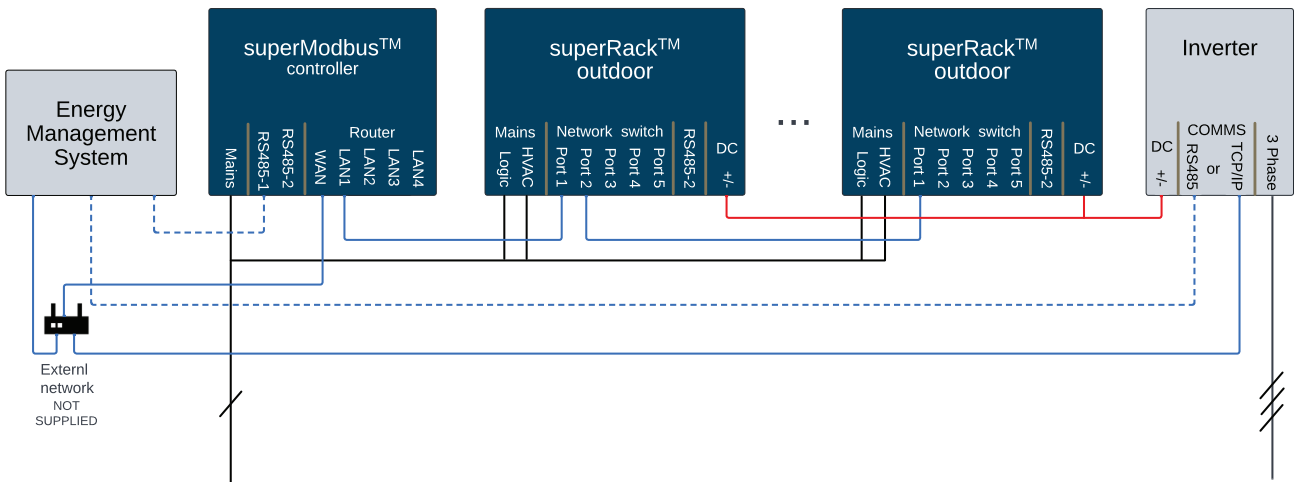 Energy
Management
System
superModbus™
controller
Mains
RS485-1
RS485-2
Router
WAN
LAN1
LAN2
LAN3
LAN4
superRack™
outdoor
Mains
Logic
HVAC
Network switch
Port 1
Port 2
Port 3
Port 4
Port 5
RS485-2
DC
+/-
...
superRack™
outdoor
Mains
Logic
HVAC
Network switch
Port 1
Port 2
Port 3
Port 4
Port 5
RS485-2
DC
+/-
Inverter
DC
+/-
COMMS
RS485
or
TCP/IP
3 Phase
Externl
network
NOT
SUPPLIED